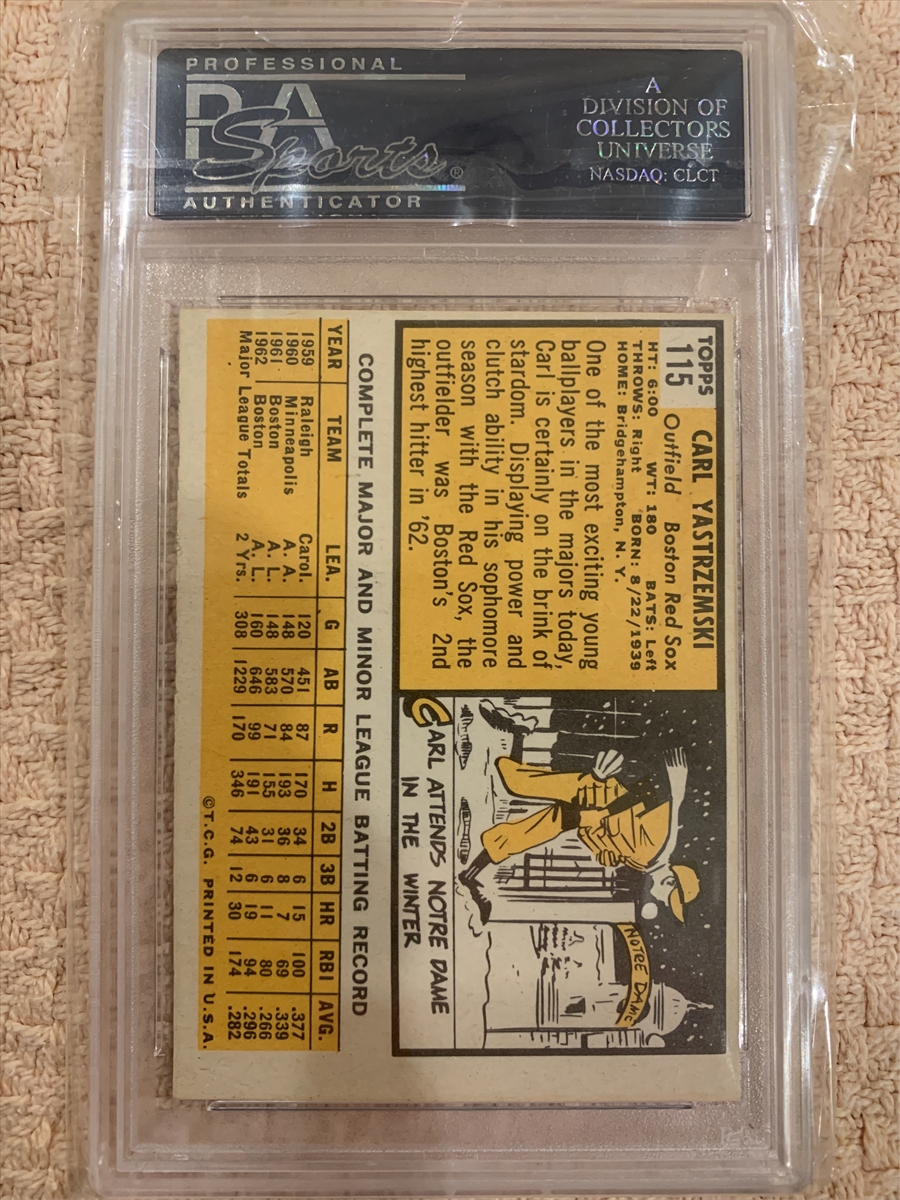 PROFESSIONAL
PSA
Sports®
AUTHENTICATOR
A
DIVISION OF
COLLECTORS
UNIVERSE
NASDAQ: CLCT
TOPPS
115
CARL YASTRZEMSKI
Outfield Boston Red Sox
HT: 6:00 WT: 180 BATS: Left
THROWS: Right BORN: 8/22/1939
HOME: Bridgehampton, N. Y.
One of the most exciting young
ballplayers in the majors today,
Carl is certainly on the brink of
stardom. Displaying power and
clutch ability in his sophomore
season with the Red Sox, the
outfielder was Boston's 2nd
highest hitter in '62.
NOTRE DAME
CARL ATTENDS NOTRE DAME
IN THE WINTER
COMPLETE MAJOR AND MINOR LEAGUE BATTING RECORD
YEAR TEAM LEA. G AB R H 2B 3B HR RBI AVG.
1959 Raleigh Carol. 120 451 87 170 34 6 15 100 .377
1960 Minneapolis A. A. 148 570 84 193 36 8 7 69 .339
1961 Boston A. L. 148 583 71 155 31 6 11 80 .266
1962 Boston A. L. 160 646 99 191 43 6 19 94 .296
Major League Totals 2 Yrs. 308 1229 170 346 74 12 30 174 .282
©T.C.G. PRINTED IN U.S.A.